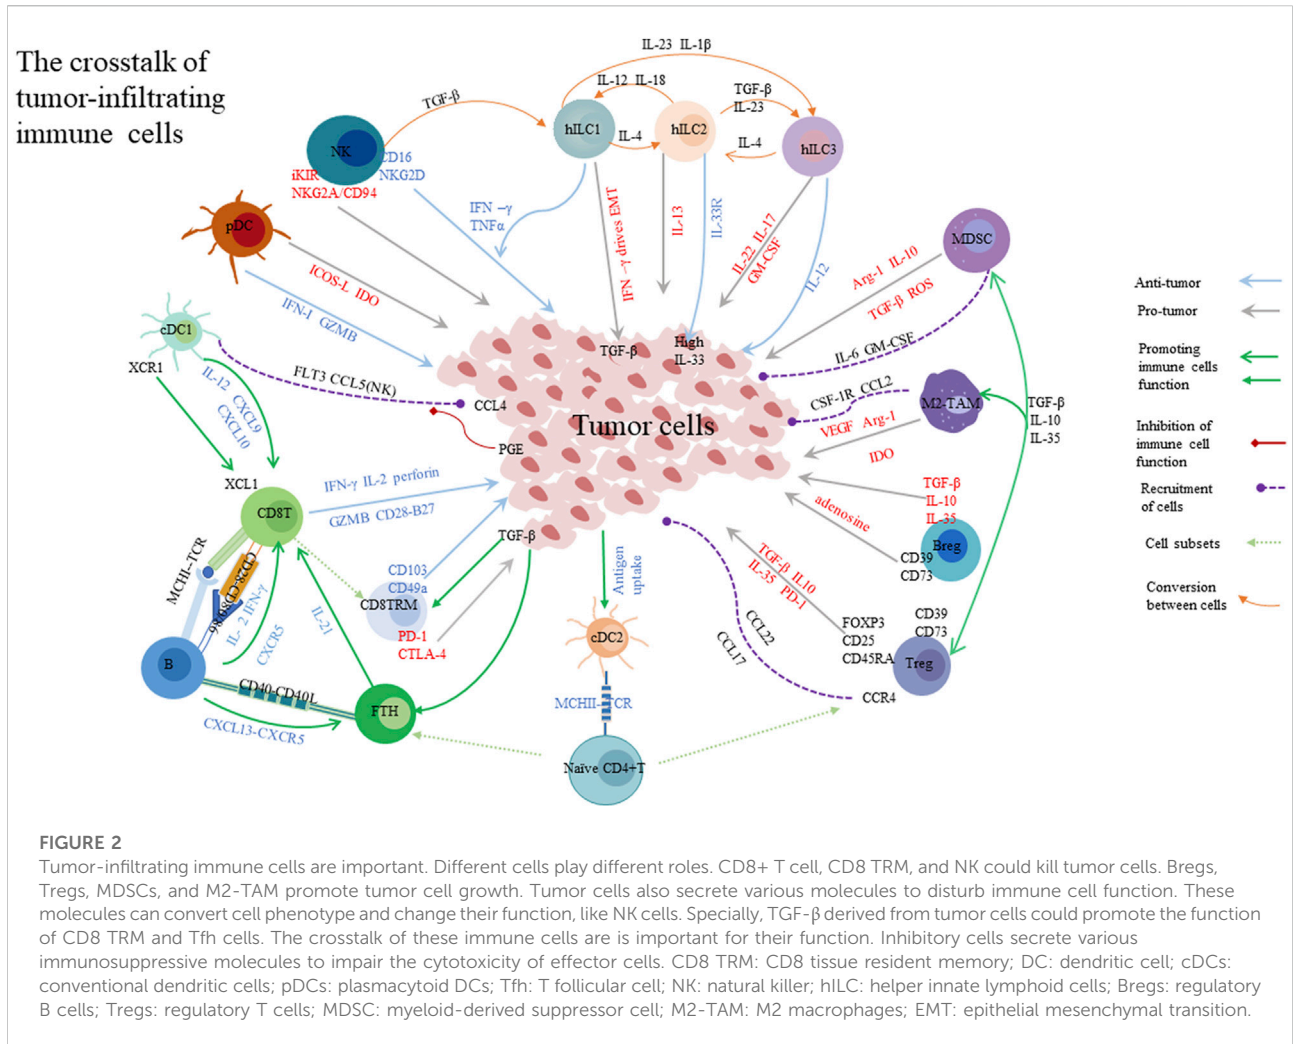 The crosstalk of
tumor-infiltrating
immune cells
IL-23 IL-1β
IL-12 IL-18
TGF-β
TGF-β
IL-23
hILC1
IL-4
hILC2
IL-4
hILC3
NK
CD16
NKG2D
iKIR
NKG2A/CD94
IFN –γ
TNFα
IFN –γ drives EMT
IL-13
IL-33R
IL-22 IL-17
GM-CSF
IL-12
pDC
ICOS-L IDO
IFN-I GZMB
MDSC
Arg-1 IL-10
TGF-β ROS
IL-6 GM-CSF
cDC1
XCR1
IL-12 CXCL9
CXCL10
FLT3 CCL5(NK)
CCL4
PGE
TGF-β
High
IL-33
Tumor cells
CSF-1R CCL2
M2-TAM
VEGF Arg-1
IDO
TGF-β
IL-10
IL-35
XCL1
CD8T
IFN-γ IL-2 perforin
GZMB CD28-B27
TGF-β
IL-10
IL-35
adenosine
Breg
CD39
CD73
MCHI–TCR
CD28-CD80/86
IL- 2 IFN-γ
CXCR5
IL-21
CD103
CD49a
CD8TRM
PD-1
CTLA-4
TGF-β
Antigen
uptake
cDC2
MCHII–TCR
Naïve CD4+T
TGF-β IL10
IL-35 PD-1
CCL22
CCL17
FOXP3
CD25
CD45RA
CD39
CD73
Treg
CCR4
B
CD40-CD40L
FTH
CXCL13-CXCR5
Anti-tumor
Pro-tumor
Promoting
immune cells
function
Inhibition of
immune cell
function
Recruitment
of cells
Cell subsets
Conversion
between cells
FIGURE 2
Tumor-infiltrating immune cells are important. Different cells play different roles. CD8+ T cell, CD8 TRM, and NK could kill tumor cells. Bregs,
Tregs, MDSCs, and M2-TAM promote tumor cell growth. Tumor cells also secrete various molecules to disturb immune cell function. These
molecules can convert cell phenotype and change their function, like NK cells. Specially, TGF-β derived from tumor cells could promote the function
of CD8 TRM and Tfh cells. The crosstalk of these immune cells are is important for their function. Inhibitory cells secrete various
immunosuppressive molecules to impair the cytotoxicity of effector cells. CD8 TRM: CD8 tissue resident memory; DC: dendritic cell; cDCs:
conventional dendritic cells; pDCs: plasmacytoid DCs; Tfh: T follicular cell; NK: natural killer; hILC: helper innate lymphoid cells; Bregs: regulatory
B cells; Tregs: regulatory T cells; MDSC: myeloid-derived suppressor cell; M2-TAM: M2 macrophages; EMT: epithelial mesenchymal transition.